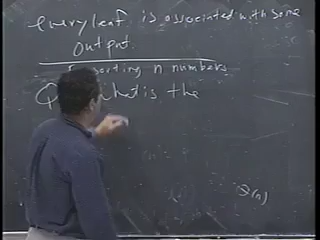 every leaf is associated with some
output.
sorting n numbers
Q: What is the
Θ(n)